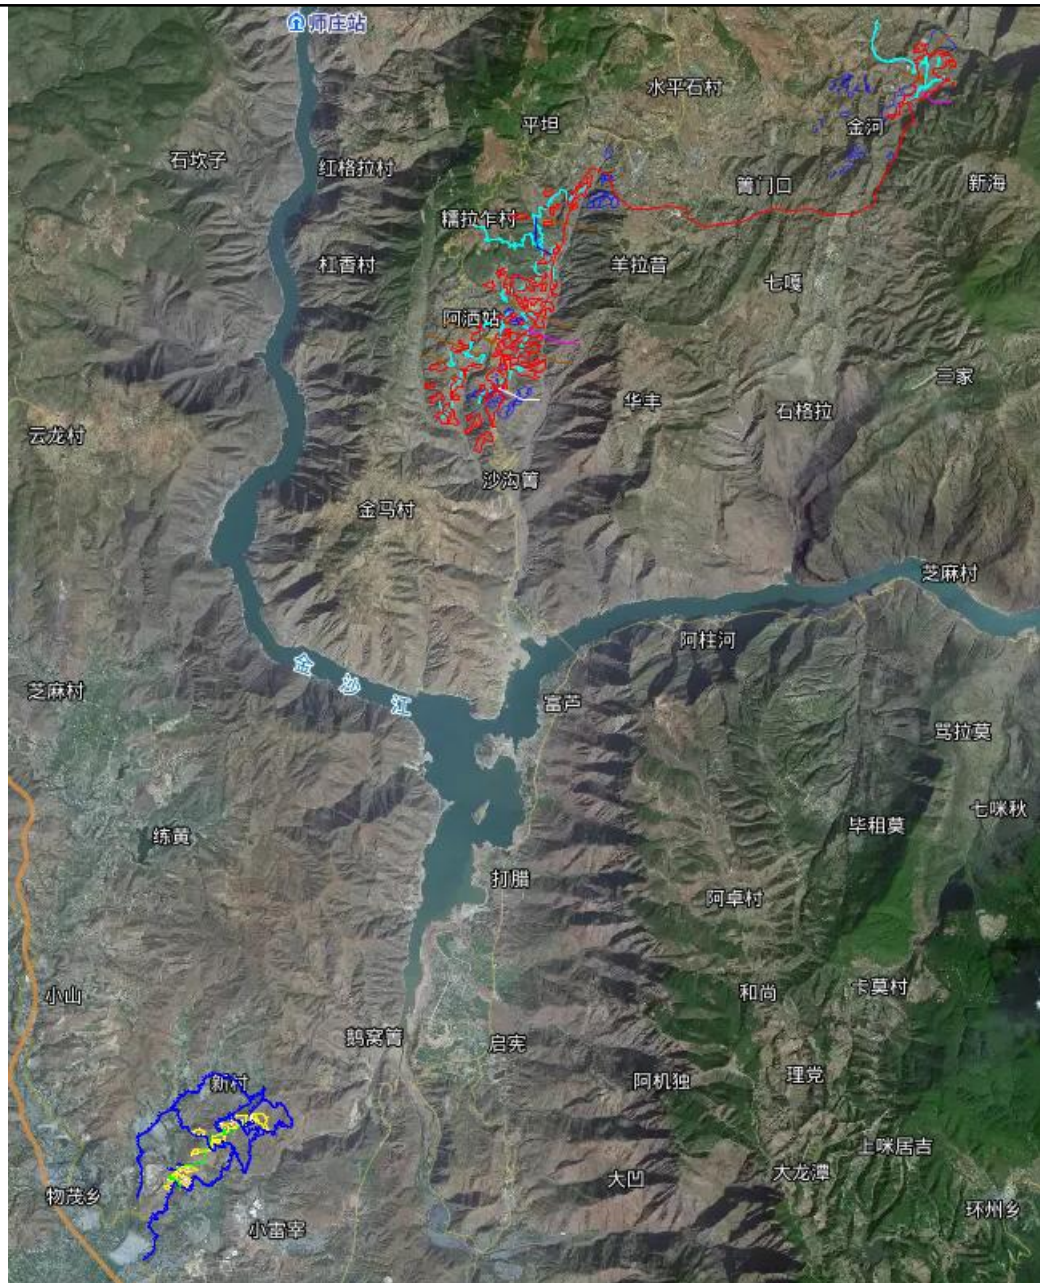 师庄站
水平石村
平坦
金河
石坎子
红格拉村
箐门口
新海
糯拉乍村
杠香村
羊拉昔
七嘎
阿洒站
三家
华丰
石格拉
云龙村
沙沟箐
金马村
芝麻村
阿柱河
金沙江
芝麻村
富芦
骂拉莫
七咪秋
毕租莫
练黄
打腊
阿卓村
卡莫村
和尚
小山
鹅窝箐
启宪
理党
阿机独
新村
上咪居吉
大龙潭
大凹
物茂乡
环州乡
小雷宰